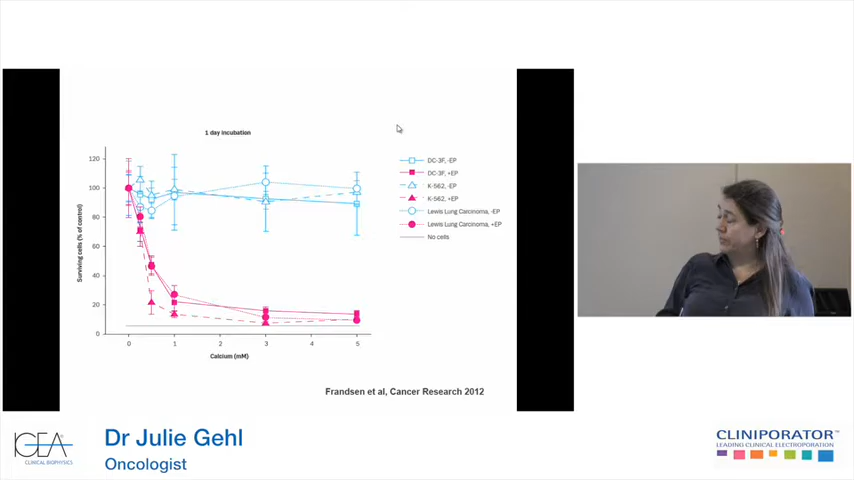 1 day incubation
Surviving cells (% of control)
120
100
80
60
40
20
0
0
1
2
3
4
5
Calcium (mM)
DC-3F, -EP
DC-3F, +EP
K-562, -EP
K-562, +EP
Lewis Lung Carcinoma, -EP
Lewis Lung Carcinoma, +EP
No cells
Frandsen et al, Cancer Research 2012
IGEA
CLINICAL BIOPHYSICS
Dr Julie Gehl
Oncologist
CLINIPORATOR™
LEADING CLINICAL ELECTROPORATION